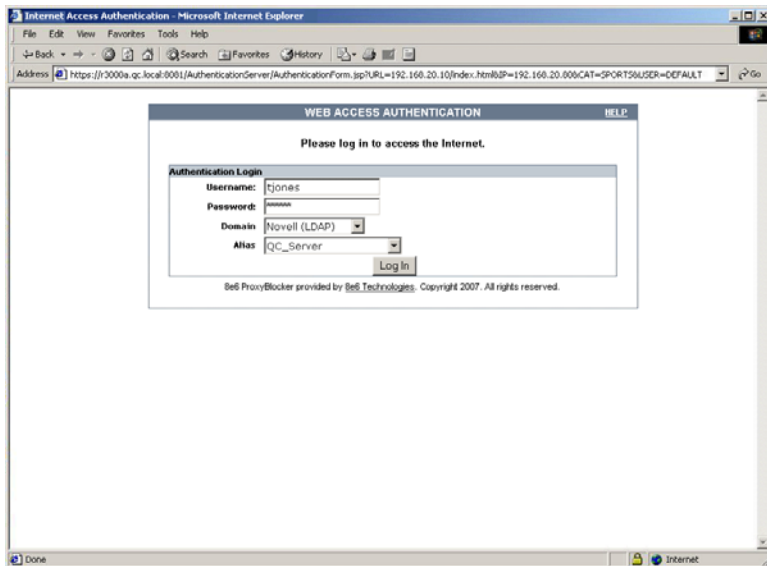 Internet Access Authentication - Microsoft Internet Explorer
File Edit View Favorites Tools Help
Back Search Favorites History
Address https://r3000a.qc.local:8081/AuthenticationServer/AuthenticationForm.jsp?URL=192.168.20.10/index.html&IP=192.168.20.80&CAT=SPORTS&USER=DEFAULT Go
WEB ACCESS AUTHENTICATION HELP
Please log in to access the Internet.
Authentication Login
Username: tjones
Password: ******
Domain Novell (LDAP)
Alias QC_Server
Log In
8e6 ProxyBlocker provided by 8e6 Technologies. Copyright 2007. All rights reserved.
Done Internet